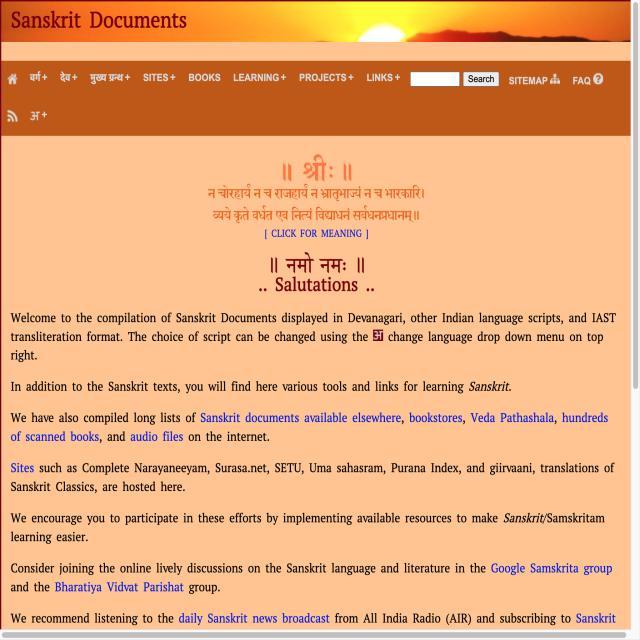 Sanskrit Documents
वर्ग + देव + मुख्य ग्रन्थ + SITES + BOOKS LEARNING + PROJECTS + LINKS + Search SITEMAP FAQ
अ +
॥ श्रीः ॥
न चोरहार्यं न च राजहार्यं न भ्रातृभाज्यं न च भारकारि।
व्यये कृते वर्धत एव नित्यं विद्याधनं सर्वधनप्रधानम्॥
[ CLICK FOR MEANING ]
॥ नमो नमः ॥
.. Salutations ..
Welcome to the compilation of Sanskrit Documents displayed in Devanagari, other Indian language scripts, and IAST
transliteration format. The choice of script can be changed using the अ change language drop down menu on top
right.
In addition to the Sanskrit texts, you will find here various tools and links for learning Sanskrit.
We have also compiled long lists of Sanskrit documents available elsewhere, bookstores, Veda Pathashala, hundreds
of scanned books, and audio files on the internet.
Sites such as Complete Narayaneeyam, Surasa.net, SETU, Uma sahasram, Purana Index, and giirvaani, translations of
Sanskrit Classics, are hosted here.
We encourage you to participate in these efforts by implementing available resources to make Sanskrit/Samskritam
learning easier.
Consider joining the online lively discussions on the Sanskrit language and literature in the Google Samskrita group
and the Bharatiya Vidvat Parishat group.
We recommend listening to the daily Sanskrit news broadcast from All India Radio (AIR) and subscribing to Sanskrit